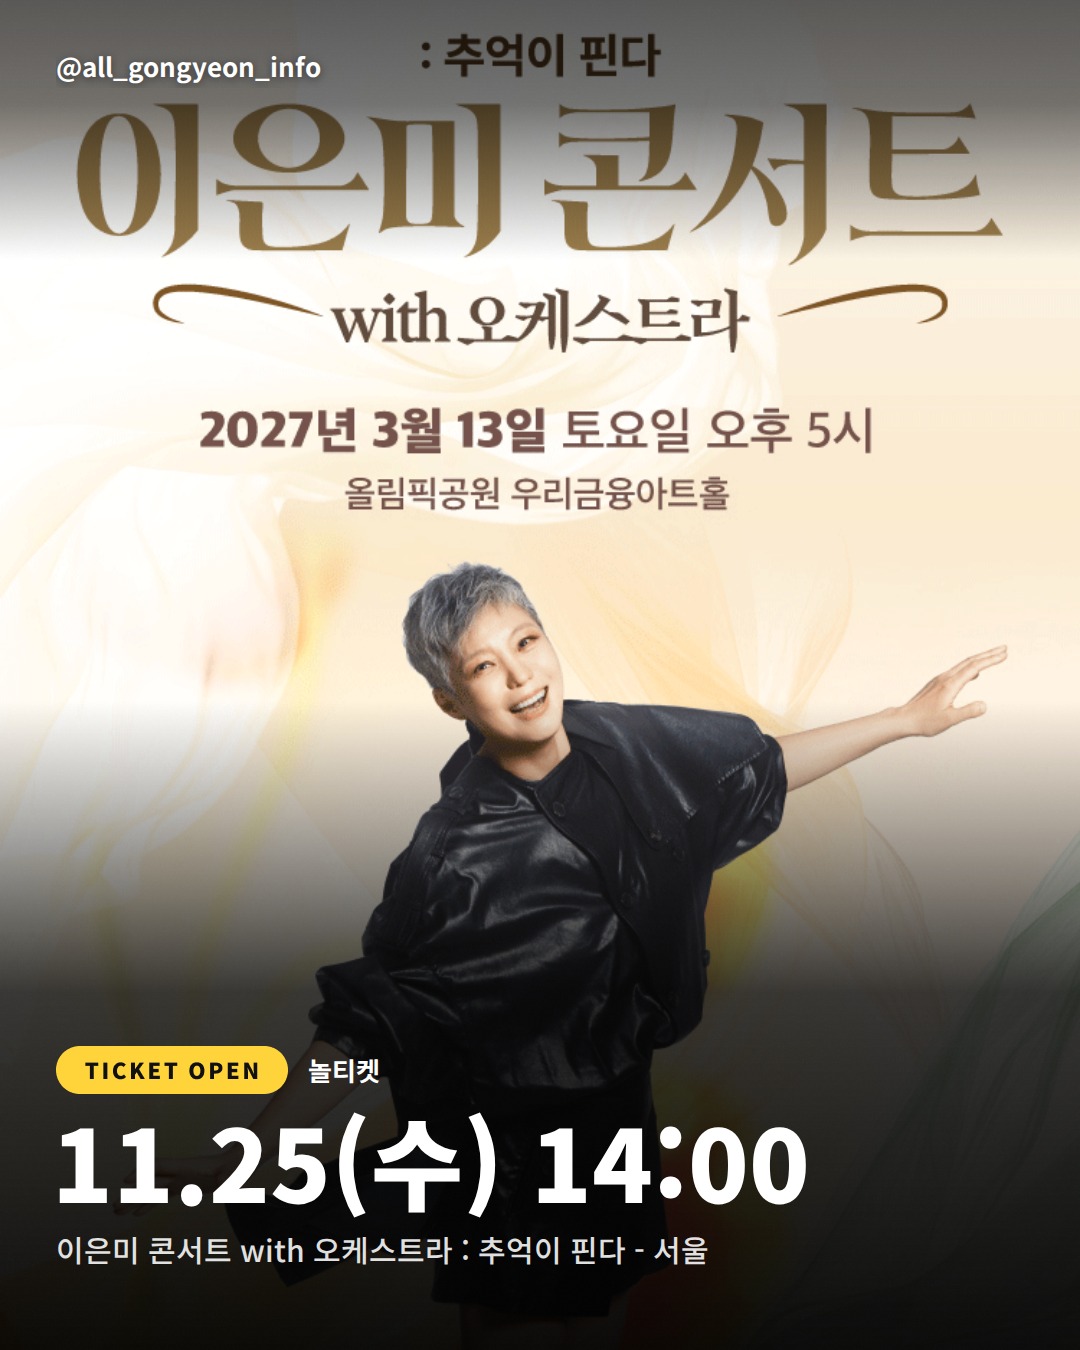 @all_gongyeon_info
: 추억이 핀다
이은미 콘서트
with 오케스트라
2027년 3월 13일 토요일 오후 5시
올림픽공원 우리금융아트홀
TICKET OPEN 놀티켓
11.25(수) 14:00
이은미 콘서트 with 오케스트라 : 추억이 핀다 - 서울